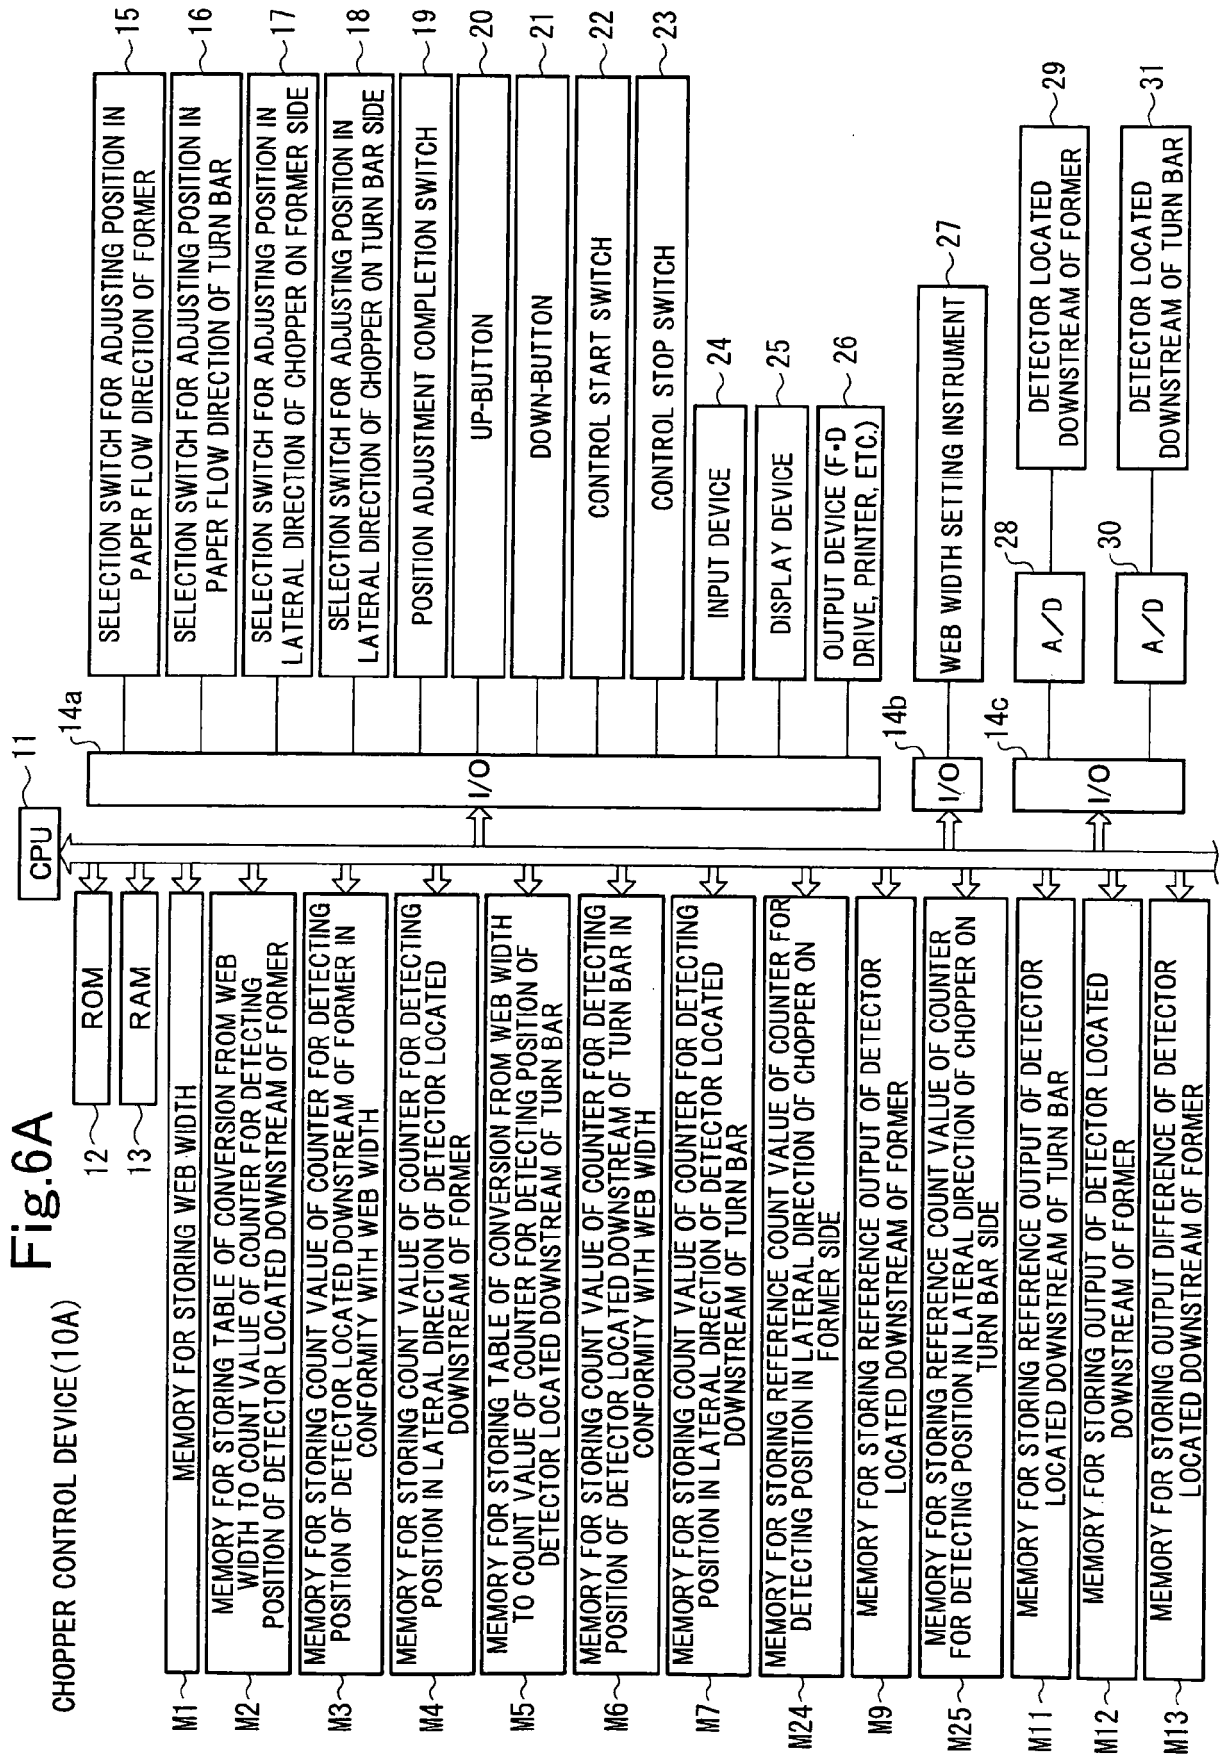 Fig.6A
CHOPPER CONTROL DEVICE(10A)
CPU
11
12
ROM
13
RAM
M1
MEMORY FOR STORING WEB WIDTH
M2
MEMORY FOR STORING TABLE OF CONVERSION FROM WEB
WIDTH TO COUNT VALUE OF COUNTER FOR DETECTING
POSITION OF DETECTOR LOCATED DOWNSTREAM OF FORMER
M3
MEMORY FOR STORING COUNT VALUE OF COUNTER FOR DETECTING
POSITION OF DETECTOR LOCATED DOWNSTREAM OF FORMER IN
CONFORMITY WITH WEB WIDTH
M4
MEMORY FOR STORING COUNT VALUE OF COUNTER FOR DETECTING
POSITION IN LATERAL DIRECTION OF DETECTOR LOCATED
DOWNSTREAM OF FORMER
M5
MEMORY FOR STORING TABLE OF CONVERSION FROM WEB WIDTH
TO COUNT VALUE OF COUNTER FOR DETECTING POSITION OF
DETECTOR LOCATED DOWNSTREAM OF TURN BAR
M6
MEMORY FOR STORING COUNT VALUE OF COUNTER FOR DETECTING
POSITION OF DETECTOR LOCATED DOWNSTREAM OF TURN BAR IN
CONFORMITY WITH WEB WIDTH
M7
MEMORY FOR STORING COUNT VALUE OF COUNTER FOR DETECTING
POSITION IN LATERAL DIRECTION OF DETECTOR LOCATED
DOWNSTREAM OF TURN BAR
M24
MEMORY FOR STORING REFERENCE COUNT VALUE OF COUNTER FOR
DETECTING POSITION IN LATERAL DIRECTION OF CHOPPER ON
FORMER SIDE
M9
MEMORY FOR STORING REFERENCE OUTPUT OF DETECTOR
LOCATED DOWNSTREAM OF FORMER
M25
MEMORY FOR STORING REFERENCE COUNT VALUE OF COUNTER
FOR DETECTING POSITION IN LATERAL DIRECTION OF CHOPPER ON
TURN BAR SIDE
M11
MEMORY FOR STORING REFERENCE OUTPUT OF DETECTOR
LOCATED DOWNSTREAM OF TURN BAR
M12
MEMORY FOR STORING OUTPUT OF DETECTOR LOCATED
DOWNSTREAM OF FORMER
M13
MEMORY FOR STORING OUTPUT DIFFERENCE OF DETECTOR
LOCATED DOWNSTREAM OF FORMER
14a
I/O
SELECTION SWITCH FOR ADJUSTING POSITION IN
PAPER FLOW DIRECTION OF FORMER
15
SELECTION SWITCH FOR ADJUSTING POSITION IN
PAPER FLOW DIRECTION OF TURN BAR
16
SELECTION SWITCH FOR ADJUSTING POSITION IN
LATERAL DIRECTION OF CHOPPER ON FORMER SIDE
17
SELECTION SWITCH FOR ADJUSTING POSITION IN
LATERAL DIRECTION OF CHOPPER ON TURN BAR SIDE
18
POSITION ADJUSTMENT COMPLETION SWITCH
19
UP-BUTTON
20
DOWN-BUTTON
21
CONTROL START SWITCH
22
CONTROL STOP SWITCH
23
INPUT DEVICE
24
DISPLAY DEVICE
25
OUTPUT DEVICE (F·D
DRIVE, PRINTER, ETC.)
26
14b
I/O
WEB WIDTH SETTING INSTRUMENT
27
14c
I/O
28
A/D
DETECTOR LOCATED
DOWNSTREAM OF FORMER
29
30
A/D
DETECTOR LOCATED
DOWNSTREAM OF TURN BAR
31